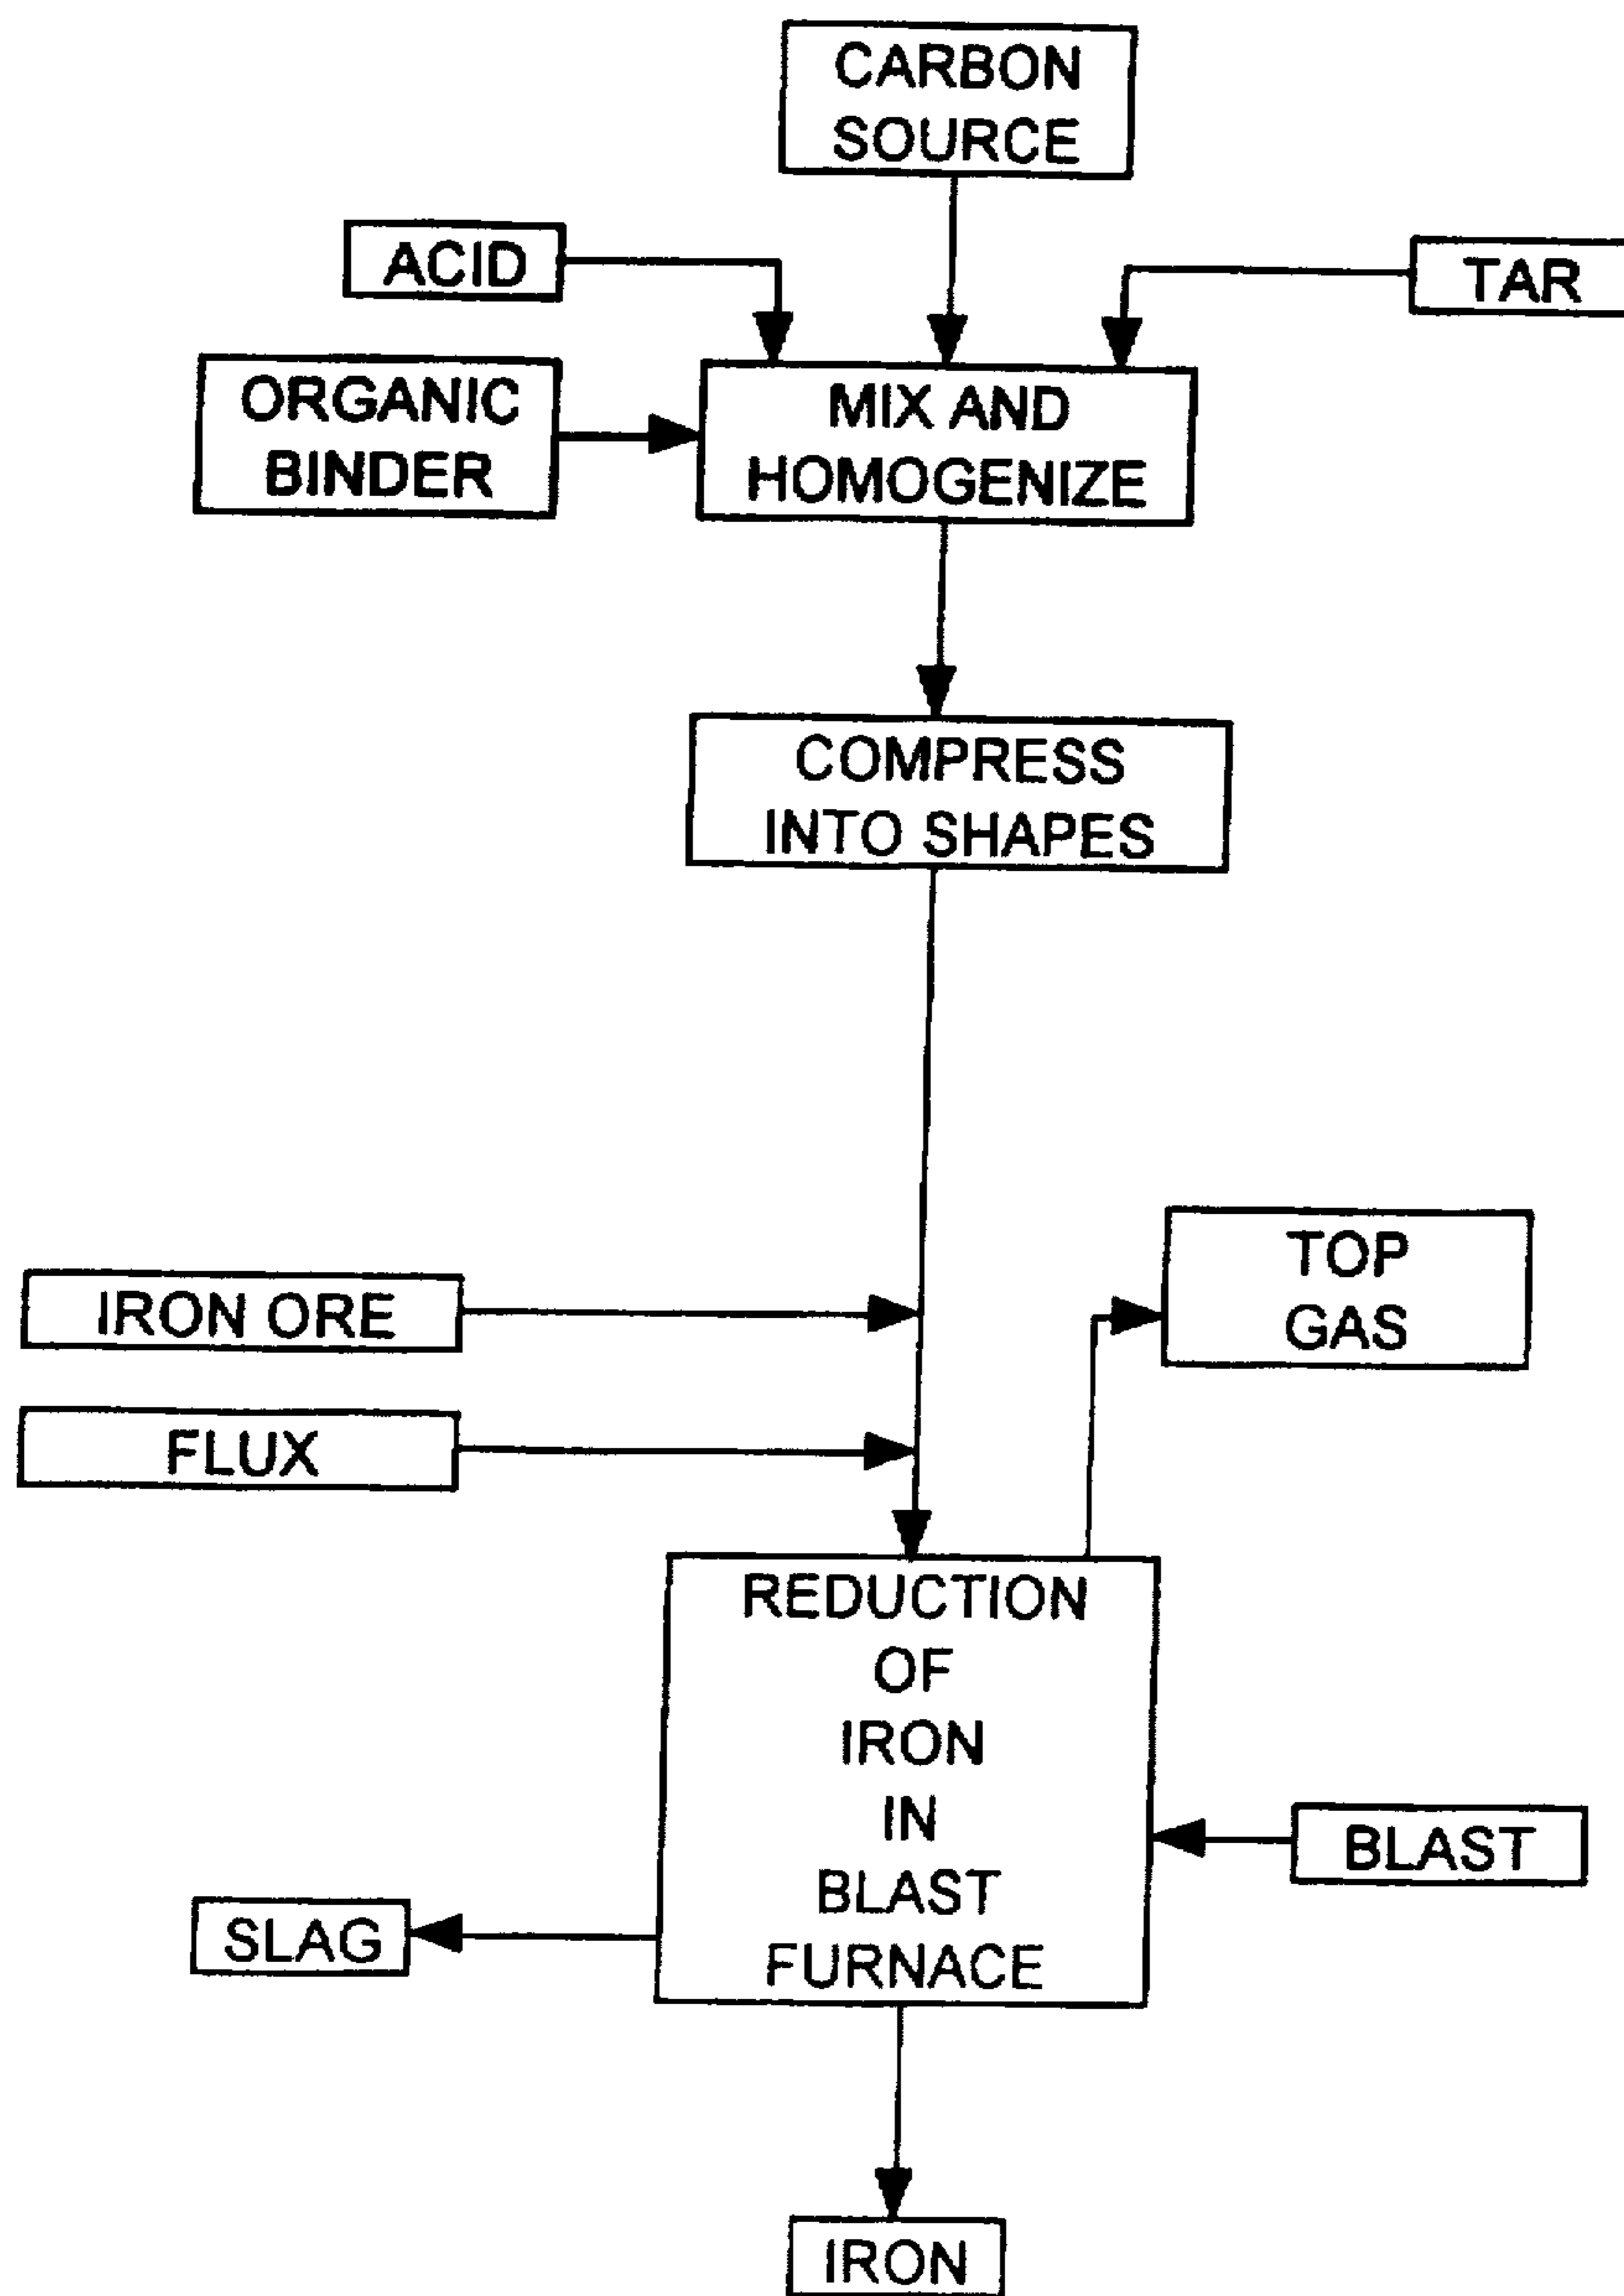 CARBON
SOURCE
ACID
TAR
ORGANIC
BINDER
MIX AND
HOMOGENIZE
COMPRESS
INTO SHAPES
TOP
GAS
IRON ORE
FLUX
REDUCTION
OF
IRON
IN
BLAST
FURNACE
BLAST
SLAG
IRON